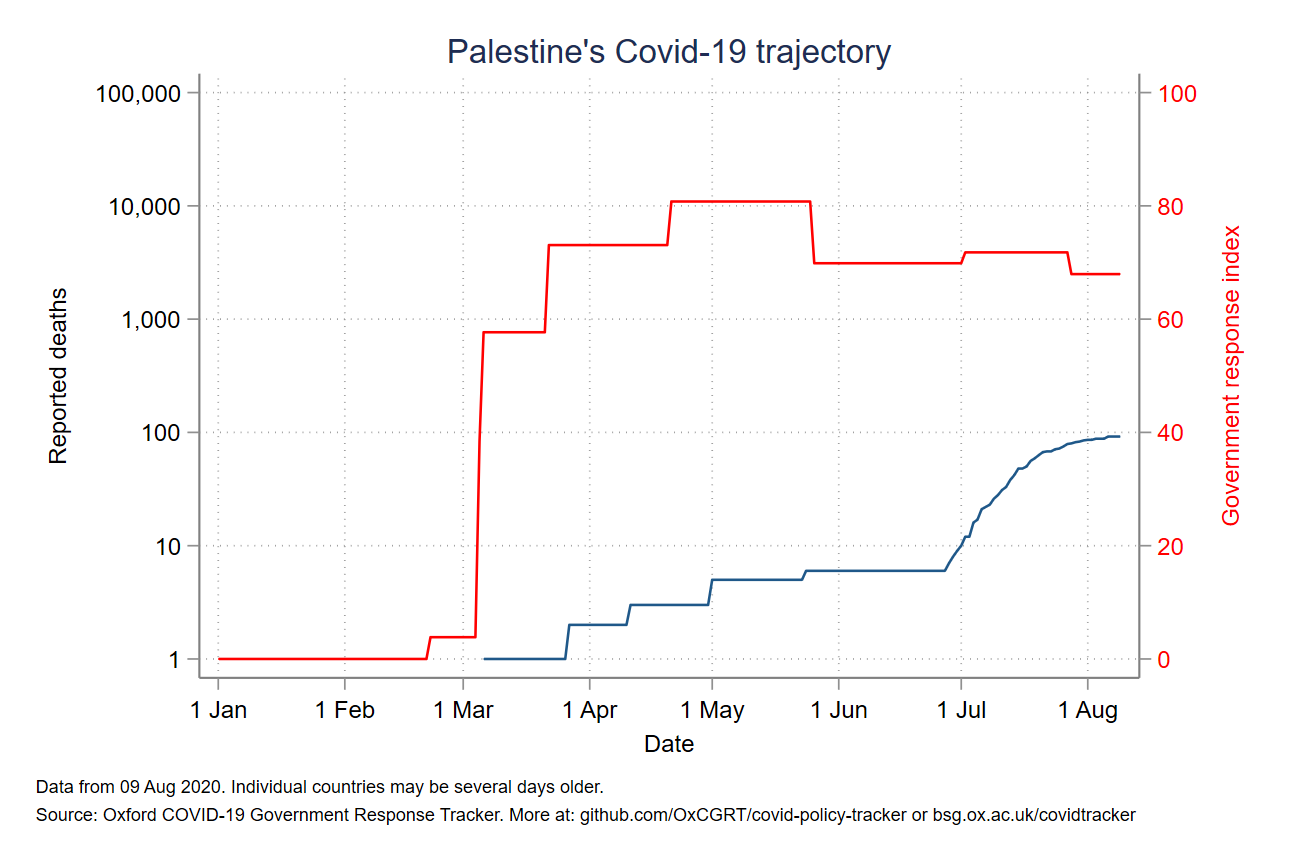 Palestine's Covid-19 trajectory
100,000
10,000
1,000
100
10
1
Reported deaths
100
80
60
40
20
0
Government response index
1 Jan 1 Feb 1 Mar 1 Apr 1 May 1 Jun 1 Jul 1 Aug
Date
Data from 09 Aug 2020. Individual countries may be several days older.
Source: Oxford COVID-19 Government Response Tracker. More at: github.com/OxCGRT/covid-policy-tracker or bsg.ox.ac.uk/covidtracker